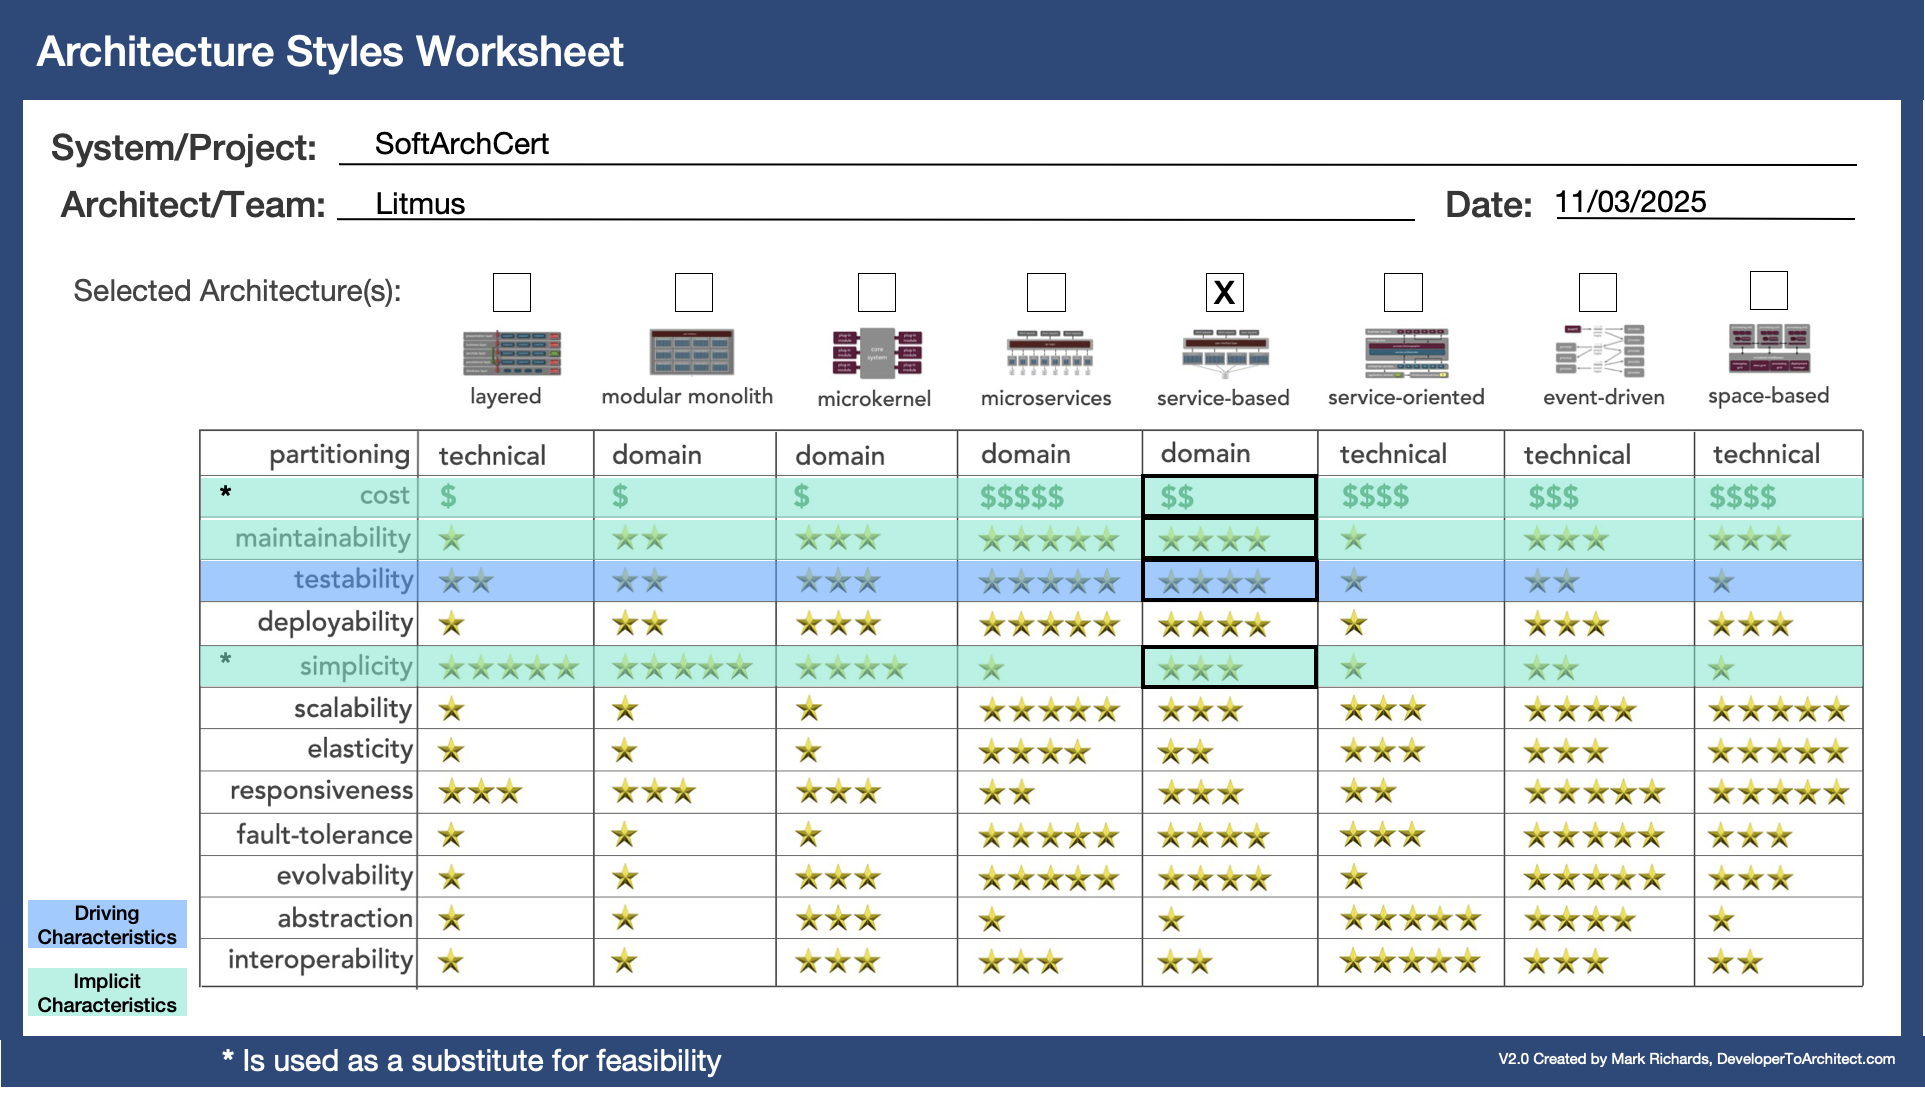 Architecture Styles Worksheet
System/Project: SoftArchCert
Architect/Team: Litmus Date: 11/03/2025
Selected Architecture(s): X
layered modular monolith microkernel microservices service-based service-oriented event-driven space-based
partitioning technical domain domain domain domain technical technical technical
* cost $ $ $ $$$$$ $$ $$$$ $$$ $$$$
maintainability ★ ★★ ★★★ ★★★★★ ★★★★ ★ ★★★ ★★★
testability ★★ ★★ ★★★ ★★★★★ ★★★★ ★ ★★ ★
deployability ★ ★★ ★★★ ★★★★★ ★★★★ ★ ★★★ ★★★
* simplicity ★★★★★ ★★★★★ ★★★★ ★ ★★★ ★ ★★ ★
scalability ★ ★ ★ ★★★★★ ★★★ ★★★ ★★★★ ★★★★★
elasticity ★ ★ ★ ★★★★ ★★ ★★★ ★★★ ★★★★★
responsiveness ★★★ ★★★ ★★★ ★★ ★★★ ★★ ★★★★★ ★★★★★
fault-tolerance ★ ★ ★ ★★★★★ ★★★★ ★★★ ★★★★★ ★★★
evolvability ★ ★ ★★★ ★★★★★ ★★★★ ★ ★★★★★ ★★★
abstraction ★ ★ ★★★ ★ ★ ★★★★★ ★★★★ ★
interoperability ★ ★ ★★★ ★★★ ★★ ★★★★★ ★★★ ★★
Driving
Characteristics
Implicit
Characteristics
* Is used as a substitute for feasibility
V2.0 Created by Mark Richards, DeveloperToArchitect.com